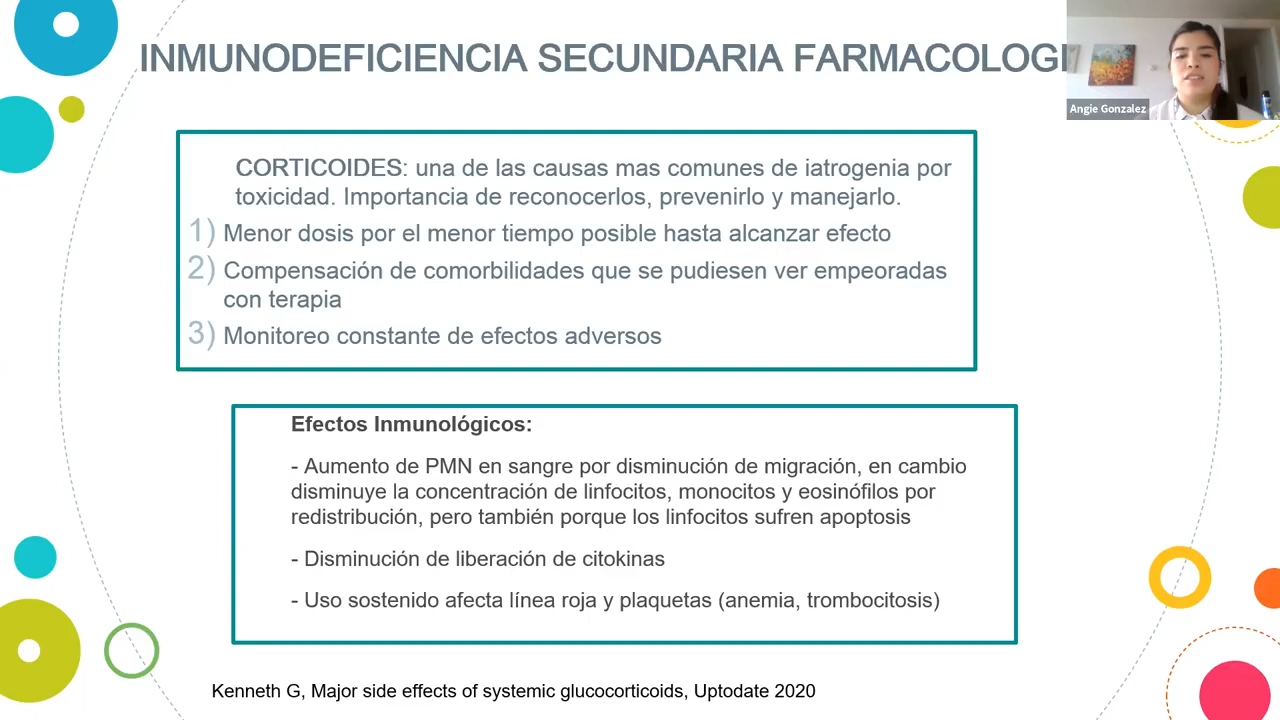 INMUNODEFICIENCIA SECUNDARIA FARMACOLOGI
Angie Gonzalez
CORTICOIDES: una de las causas mas comunes de iatrogenia por
toxicidad. Importancia de reconocerlos, prevenirlo y manejarlo.
1) Menor dosis por el menor tiempo posible hasta alcanzar efecto
2) Compensación de comorbilidades que se pudiesen ver empeoradas
con terapia
3) Monitoreo constante de efectos adversos
Efectos Inmunológicos:
- Aumento de PMN en sangre por disminución de migración, en cambio
disminuye la concentración de linfocitos, monocitos y eosinófilos por
redistribución, pero también porque los linfocitos sufren apoptosis
- Disminución de liberación de citokinas
- Uso sostenido afecta línea roja y plaquetas (anemia, trombocitosis)
Kenneth G, Major side effects of systemic glucocorticoids, Uptodate 2020